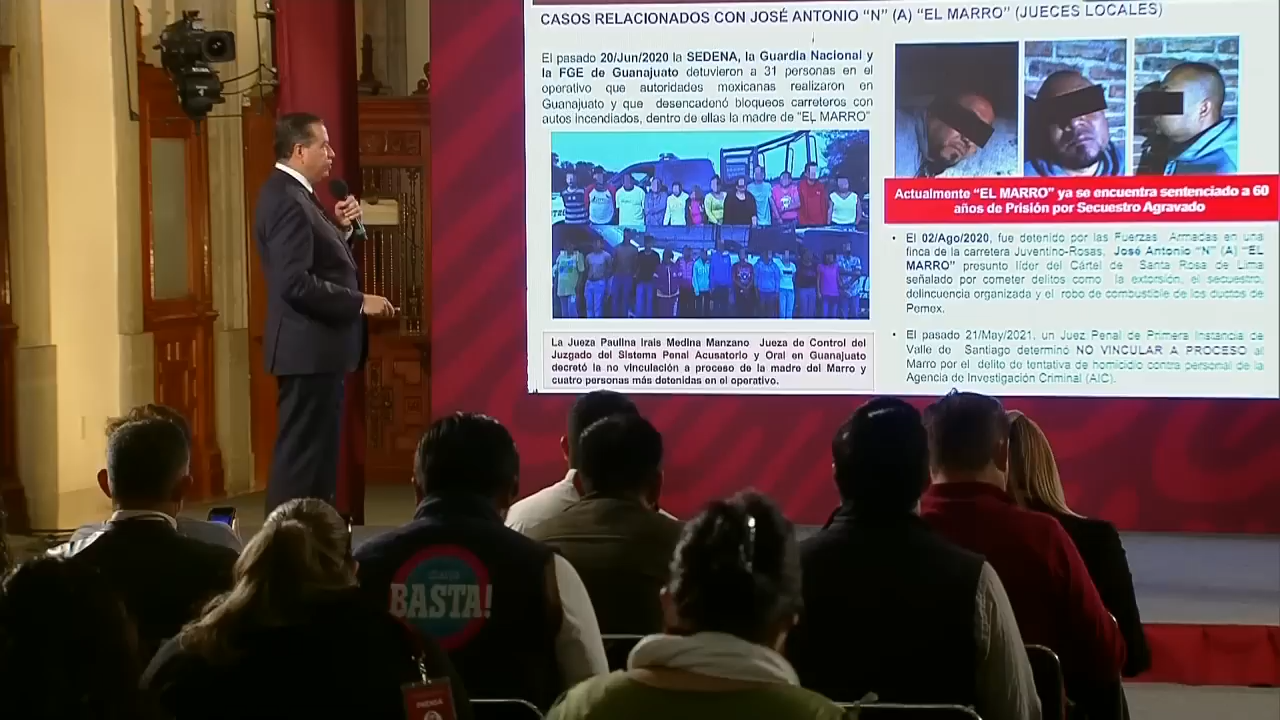 CASOS RELACIONADOS CON JOSÉ ANTONIO “N” (A) “EL MARRO” (JUECES LOCALES)
El pasado 20/Jun/2020 la SEDENA, la Guardia Nacional y
la FGE de Guanajuato detuvieron a 31 personas en el
operativo que autoridades mexicanas realizaron en
Guanajuato y que desencadenó bloqueos carreteros con
autos incendiados, dentro de ellas la madre de “EL MARRO”
La Jueza Paulina Irais Medina Manzano Jueza de Control del
Juzgado del Sistema Penal Acusatorio y Oral en Guanajuato
decretó la no vinculación a proceso de la madre del Marro y
cuatro personas más detenidas en el operativo.
Actualmente “EL MARRO” ya se encuentra sentenciado a 60
años de Prisión por Secuestro Agravado
• El 02/Ago/2020, fue detenido por las Fuerzas Armadas en una
finca de la carretera Juventino-Rosas, José Antonio “N” (A) “EL
MARRO” presunto líder del Cártel de Santa Rosa de Lima
señalado por cometer delitos como la extorsión, el secuestro,
delincuencia organizada y el robo de combustible de los ductos de
Pemex.
• El pasado 21/May/2021, un Juez Penal de Primera Instancia de
Valle de Santiago determinó NO VINCULAR A PROCESO al
Marro por el delito de tentativa de homicidio contra personal de la
Agencia de Investigación Criminal (AIC).
BASTA!
PRENSA